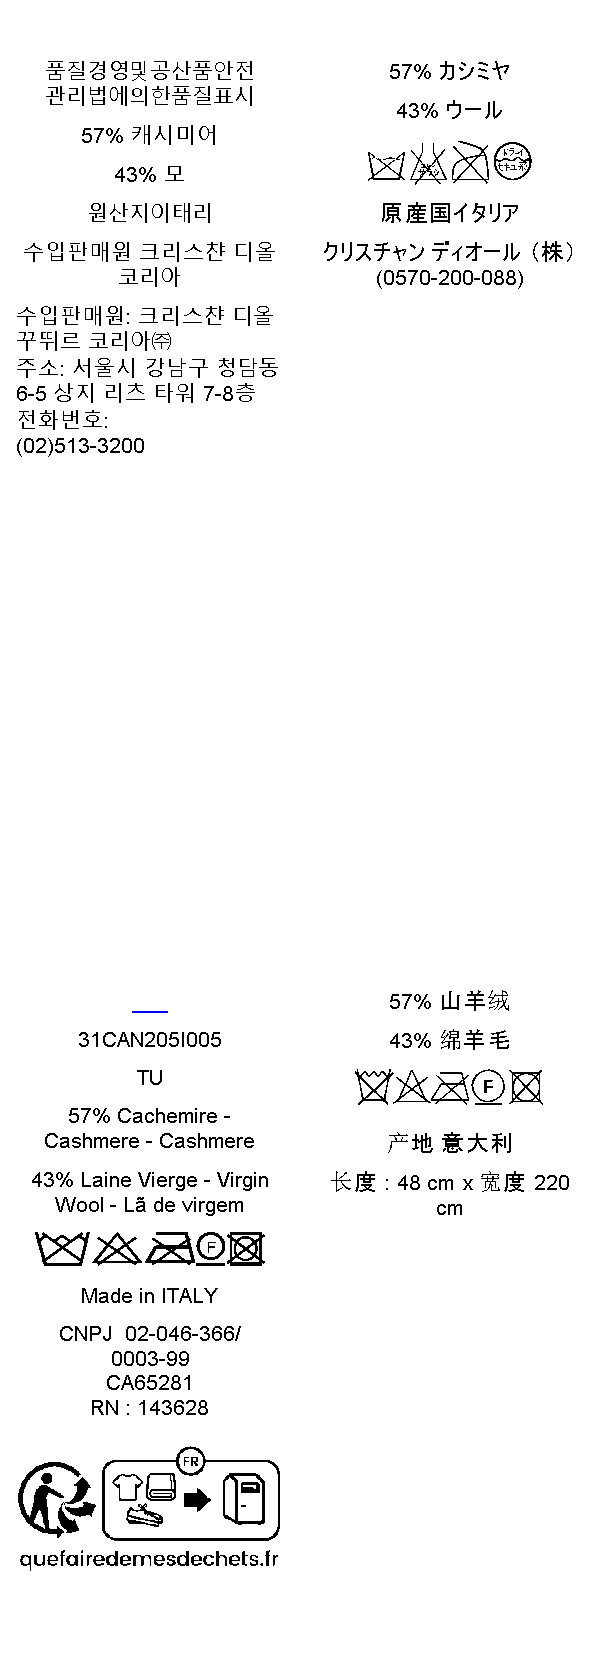 품질경영및공산품안전
관리법에의한품질표시
57% 캐시미어
43% 모
원산지이태리
수입판매원 크리스챤 디올
코리아
수입판매원: 크리스챤 디올
꾸뛰르 코리아㈜
주소: 서울시 강남구 청담동
6-5 상지 리츠 타워 7-8층
전화번호:
(02)513-3200
57% カシミヤ
43% ウール
ドライ
セキユ系
原産国イタリア
クリスチャン ディオール（株）
(0570-200-088)
31CAN205I005
TU
57% Cachemire -
Cashmere - Cashmere
43% Laine Vierge - Virgin
Wool - Lã de virgem
F
Made in ITALY
CNPJ 02-046-366/
0003-99
CA65281
RN : 143628
FR
quefairedemesdechets.fr
57% 山羊绒
43% 绵羊毛
F
产地 意大利
长度 : 48 cm x 宽度 220
cm